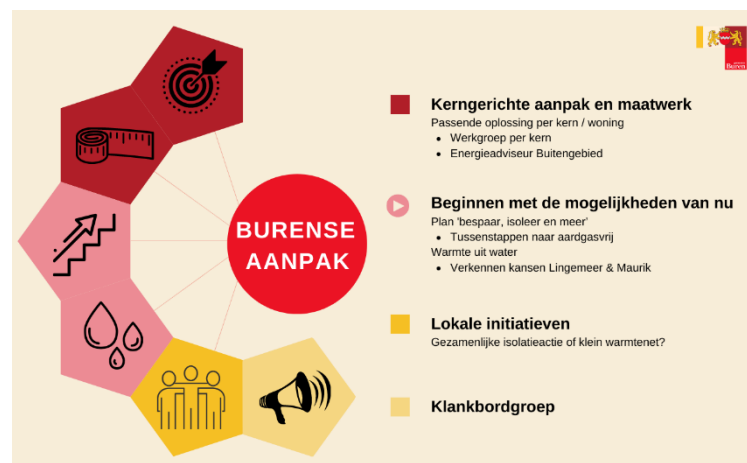 BURENSE
AANPAK
Buren
Kerngerichte aanpak en maatwerk
Passende oplossing per kern / woning
• Werkgroep per kern
• Energieadviseur Buitengebied
Beginnen met de mogelijkheden van nu
Plan 'bespaar, isoleer en meer'
• Tussenstappen naar aardgasvrij
Warmte uit water
• Verkennen kansen Lingemeer & Maurik
Lokale initiatieven
Gezamenlijke isolatieactie of klein warmtenet?
Klankbordgroep